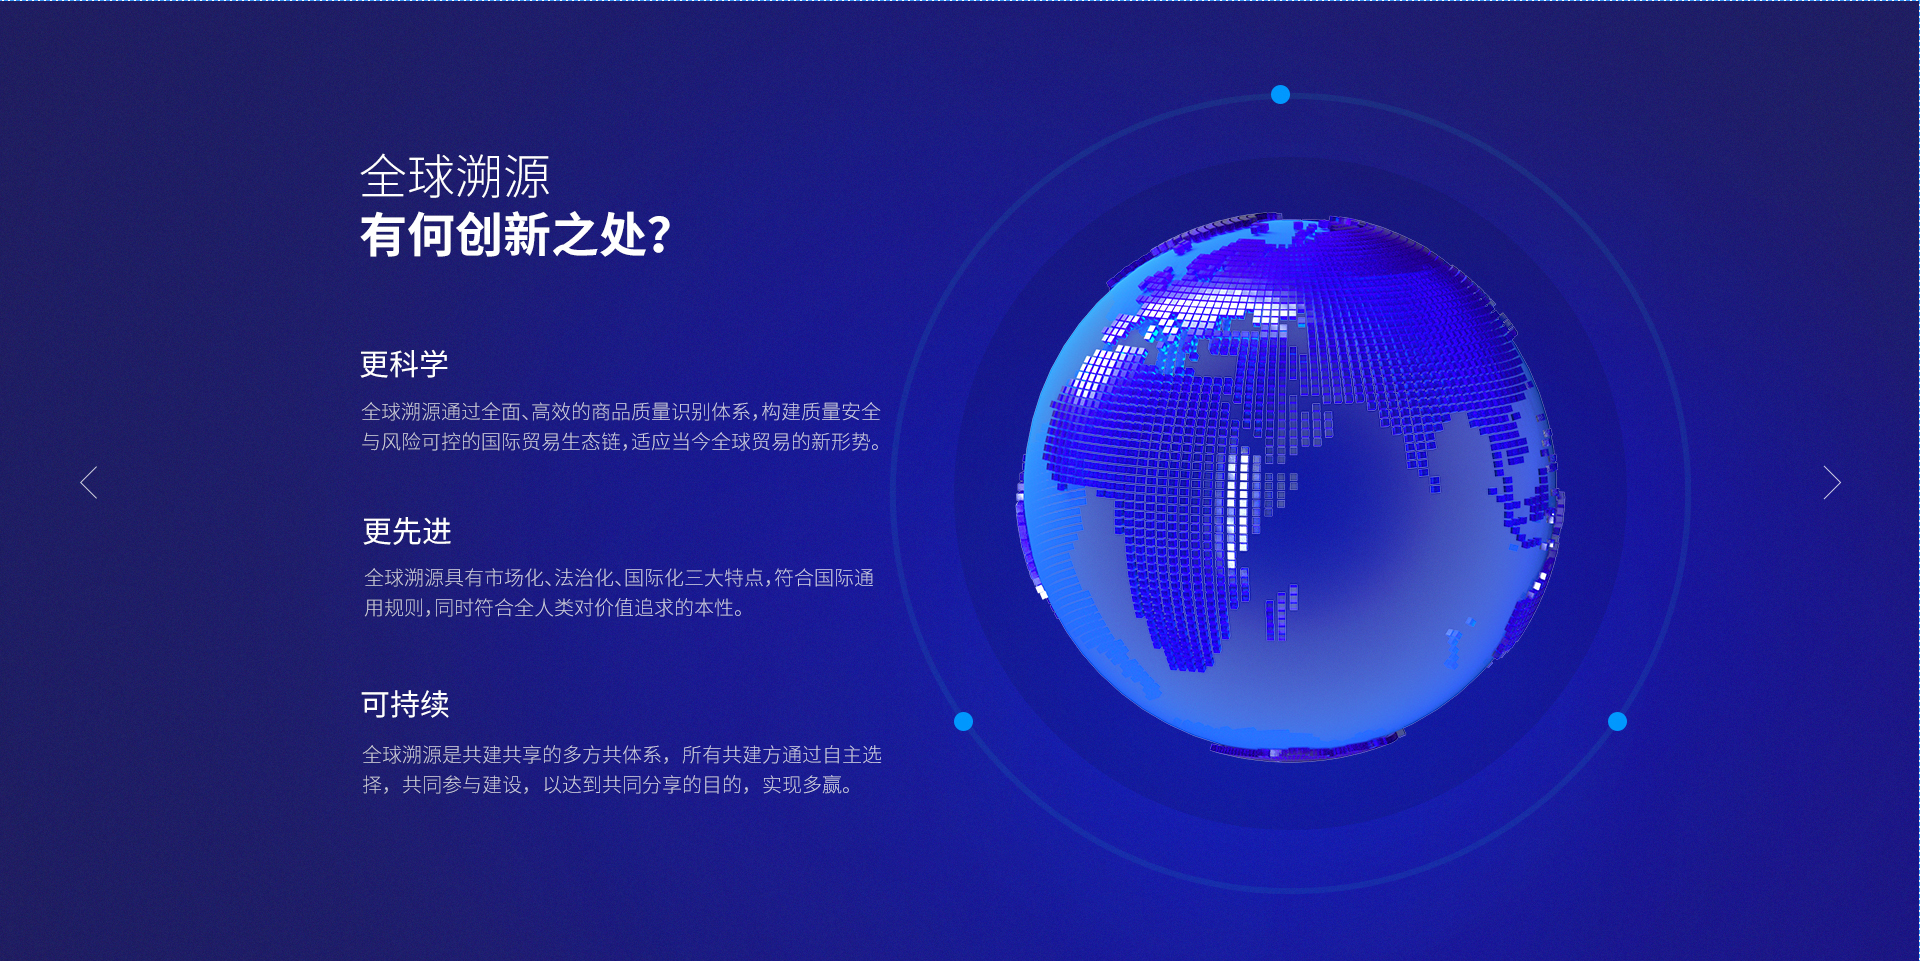 全球溯源
有何创新之处？
更科学
全球溯源通过全面、高效的商品质量识别体系，构建质量安全
与风险可控的国际贸易生态链，适应当今全球贸易的新形势。
更先进
全球溯源具有市场化、法治化、国际化三大特点，符合国际通
用规则，同时符合全人类对价值追求的本性。
可持续
全球溯源是共建共享的多方共体系，所有共建方通过自主选
择，共同参与建设，以达到共同分享的目的，实现多赢。